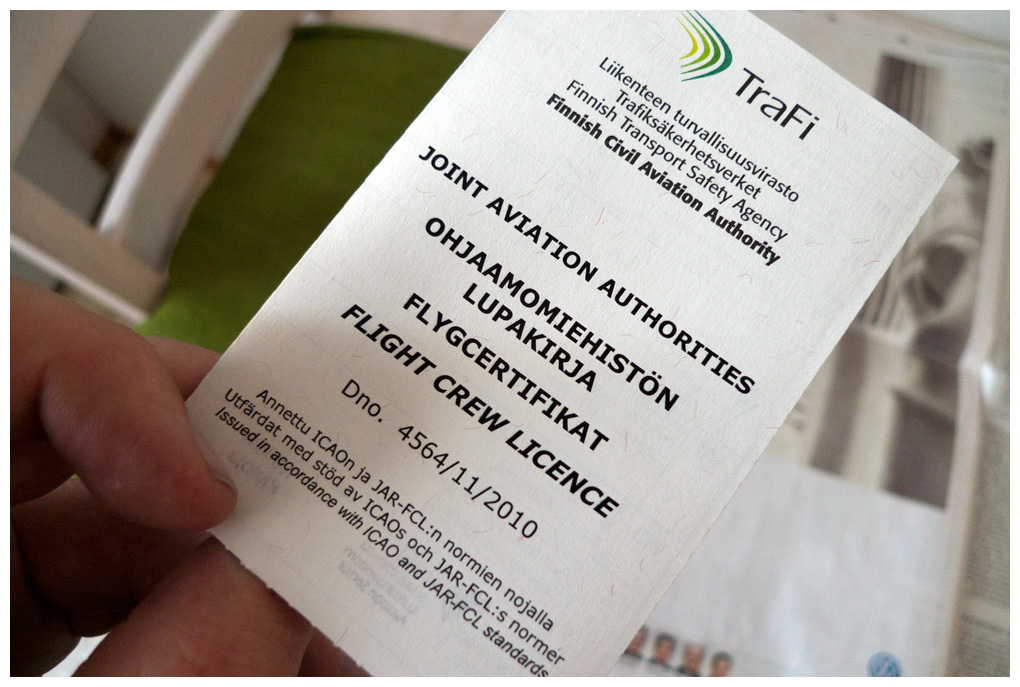 TraFi
Liikenteen turvallisuusvirasto
Trafiksäkerhetsverket
Finnish Transport Safety Agency
Finnish Civil Aviation Authority
JOINT AVIATION AUTHORITIES
OHJAAMOMIEHISTÖN
LUPAKIRJA
FLYGCERTIFIKAT
FLIGHT CREW LICENCE
Dno. 4564/11/2010
Annettu ICAOn ja JAR-FCL:n normien nojalla
Utfärdat med stöd av ICAOs och JAR-FCL:s normer
Issued in accordance with ICAO and JAR-FCL standards